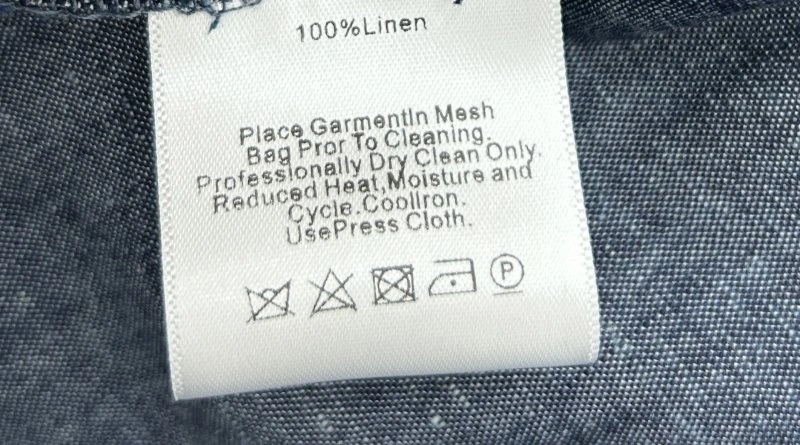 100%Linen
Place GarmentIn Mesh
Bag Pror To Cleaning.
Professionally Dry Clean Only.
Reduced Heat,Moisture and
Cycle.CoolIron.
UsePress Cloth.
P